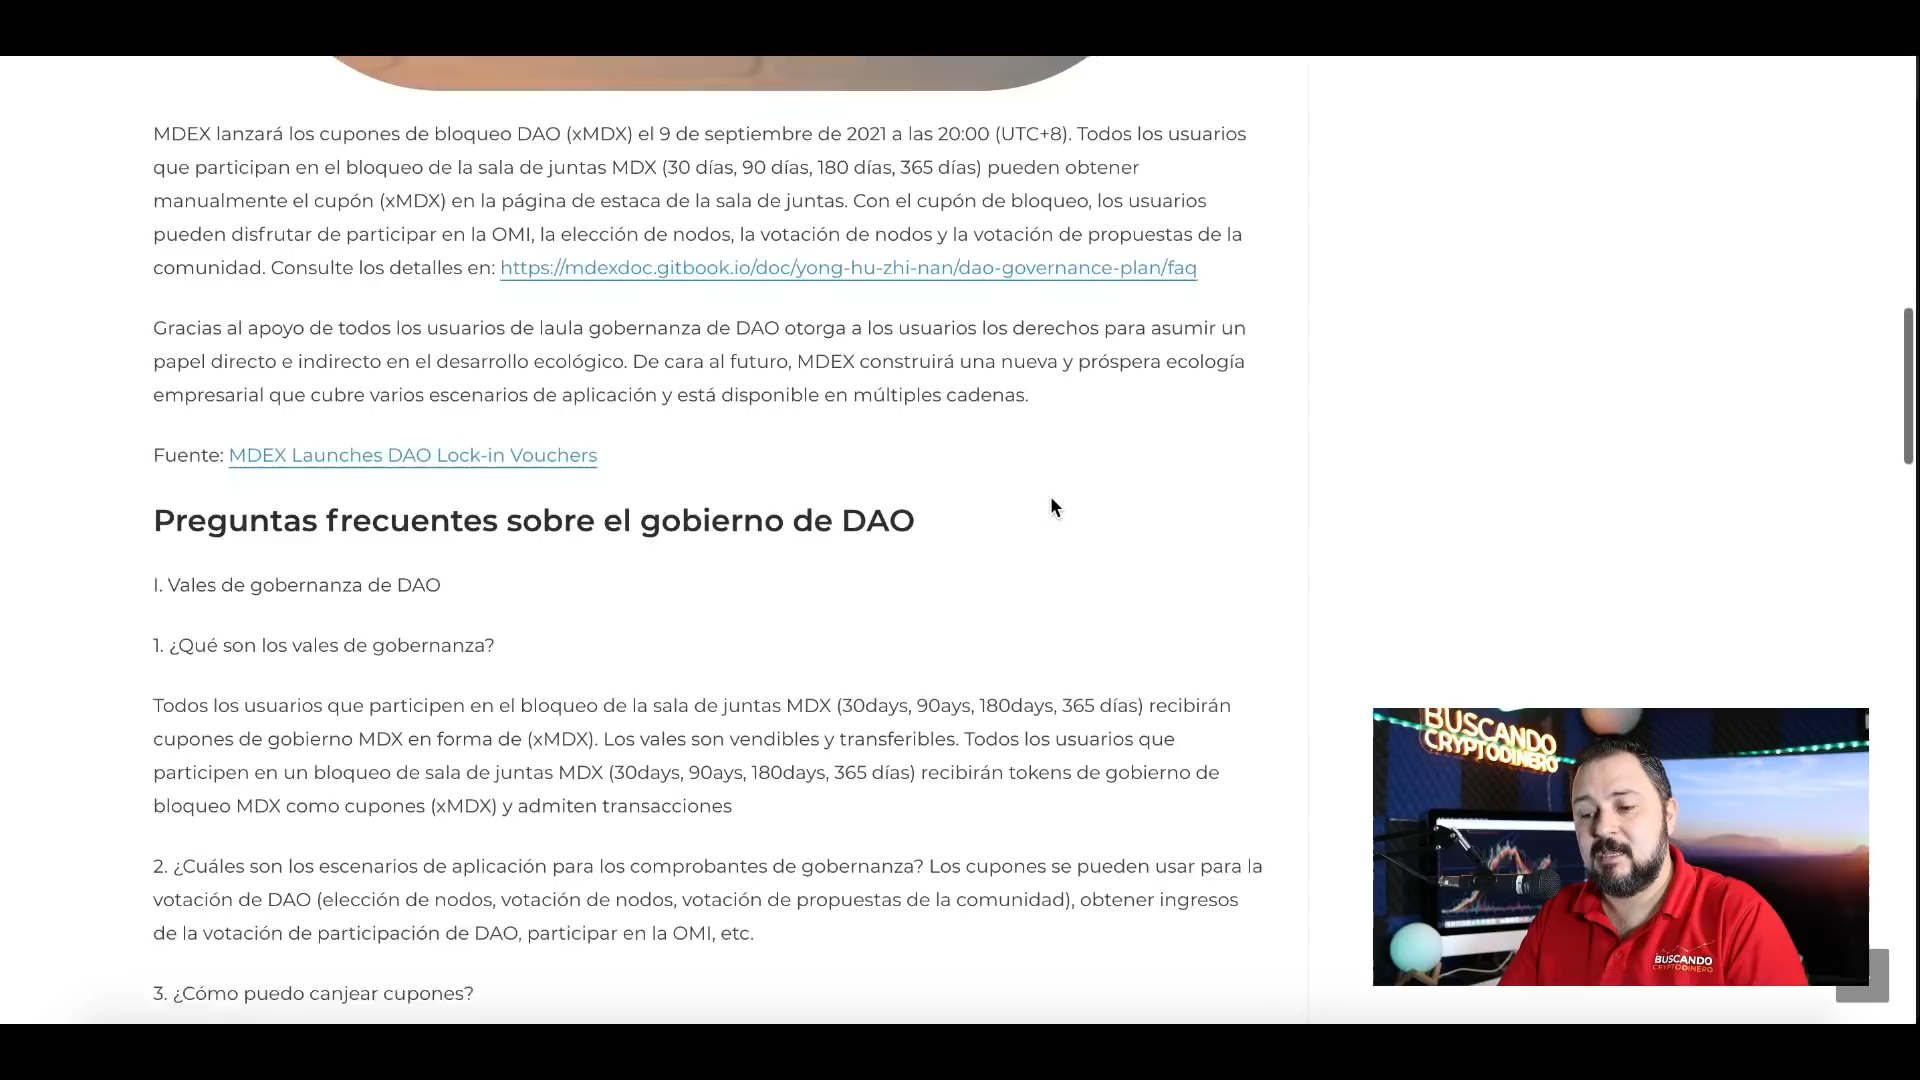 MDEX lanzará los cupones de bloqueo DAO (xMDX) el 9 de septiembre de 2021 a las 20:00 (UTC+8). Todos los usuarios
que participan en el bloqueo de la sala de juntas MDX (30 días, 90 días, 180 días, 365 días) pueden obtener
manualmente el cupón (xMDX) en la página de estaca de la sala de juntas. Con el cupón de bloqueo, los usuarios
pueden disfrutar de participar en la OMI, la elección de nodos, la votación de nodos y la votación de propuestas de la
comunidad. Consulte los detalles en: https://mdexdoc.gitbook.io/doc/yong-hu-zhi-nan/dao-governance-plan/faq
Gracias al apoyo de todos los usuarios de laula gobernanza de DAO otorga a los usuarios los derechos para asumir un
papel directo e indirecto en el desarrollo ecológico. De cara al futuro, MDEX construirá una nueva y próspera ecología
empresarial que cubre varios escenarios de aplicación y está disponible en múltiples cadenas.
Fuente: MDEX Launches DAO Lock-in Vouchers
Preguntas frecuentes sobre el gobierno de DAO
I. Vales de gobernanza de DAO
1. ¿Qué son los vales de gobernanza?
Todos los usuarios que participen en el bloqueo de la sala de juntas MDX (30days, 90ays, 180days, 365 días) recibirán
cupones de gobierno MDX en forma de (xMDX). Los vales son vendibles y transferibles. Todos los usuarios que
participen en un bloqueo de sala de juntas MDX (30days, 90ays, 180days, 365 días) recibirán tokens de gobierno de
bloqueo MDX como cupones (xMDX) y admiten transacciones
2. ¿Cuáles son los escenarios de aplicación para los comprobantes de gobernanza? Los cupones se pueden usar para la
votación de DAO (elección de nodos, votación de nodos, votación de propuestas de la comunidad), obtener ingresos
de la votación de participación de DAO, participar en la OMI, etc.
3. ¿Cómo puedo canjear cupones?
BUSCANDO
CRYPTODINERO
BUSCANDO
CRYPTODINERO